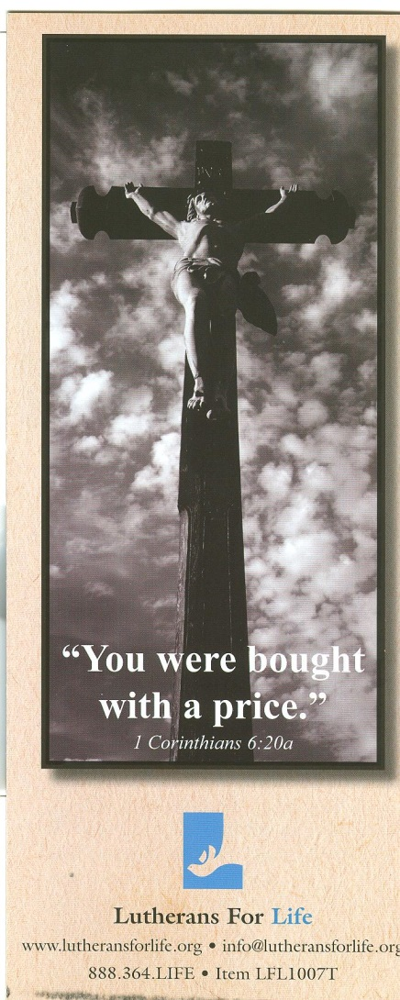 INRI
“You were bought
with a price.”
1 Corinthians 6:20a
Lutherans For Life
www.lutheransforlife.org • info@lutheransforlife.org
888.364.LIFE • Item LFL1007T